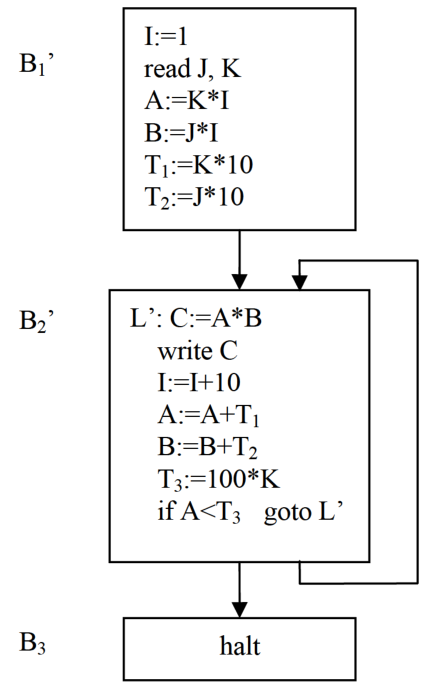 B₁’
I:=1
read J, K
A:=K*I
B:=J*I
T₁:=K*10
T₂:=J*10
B₂’
L’: C:=A*B
write C
I:=I+10
A:=A+T₁
B:=B+T₂
T₃:=100*K
if A<T₃ goto L’
B₃
halt